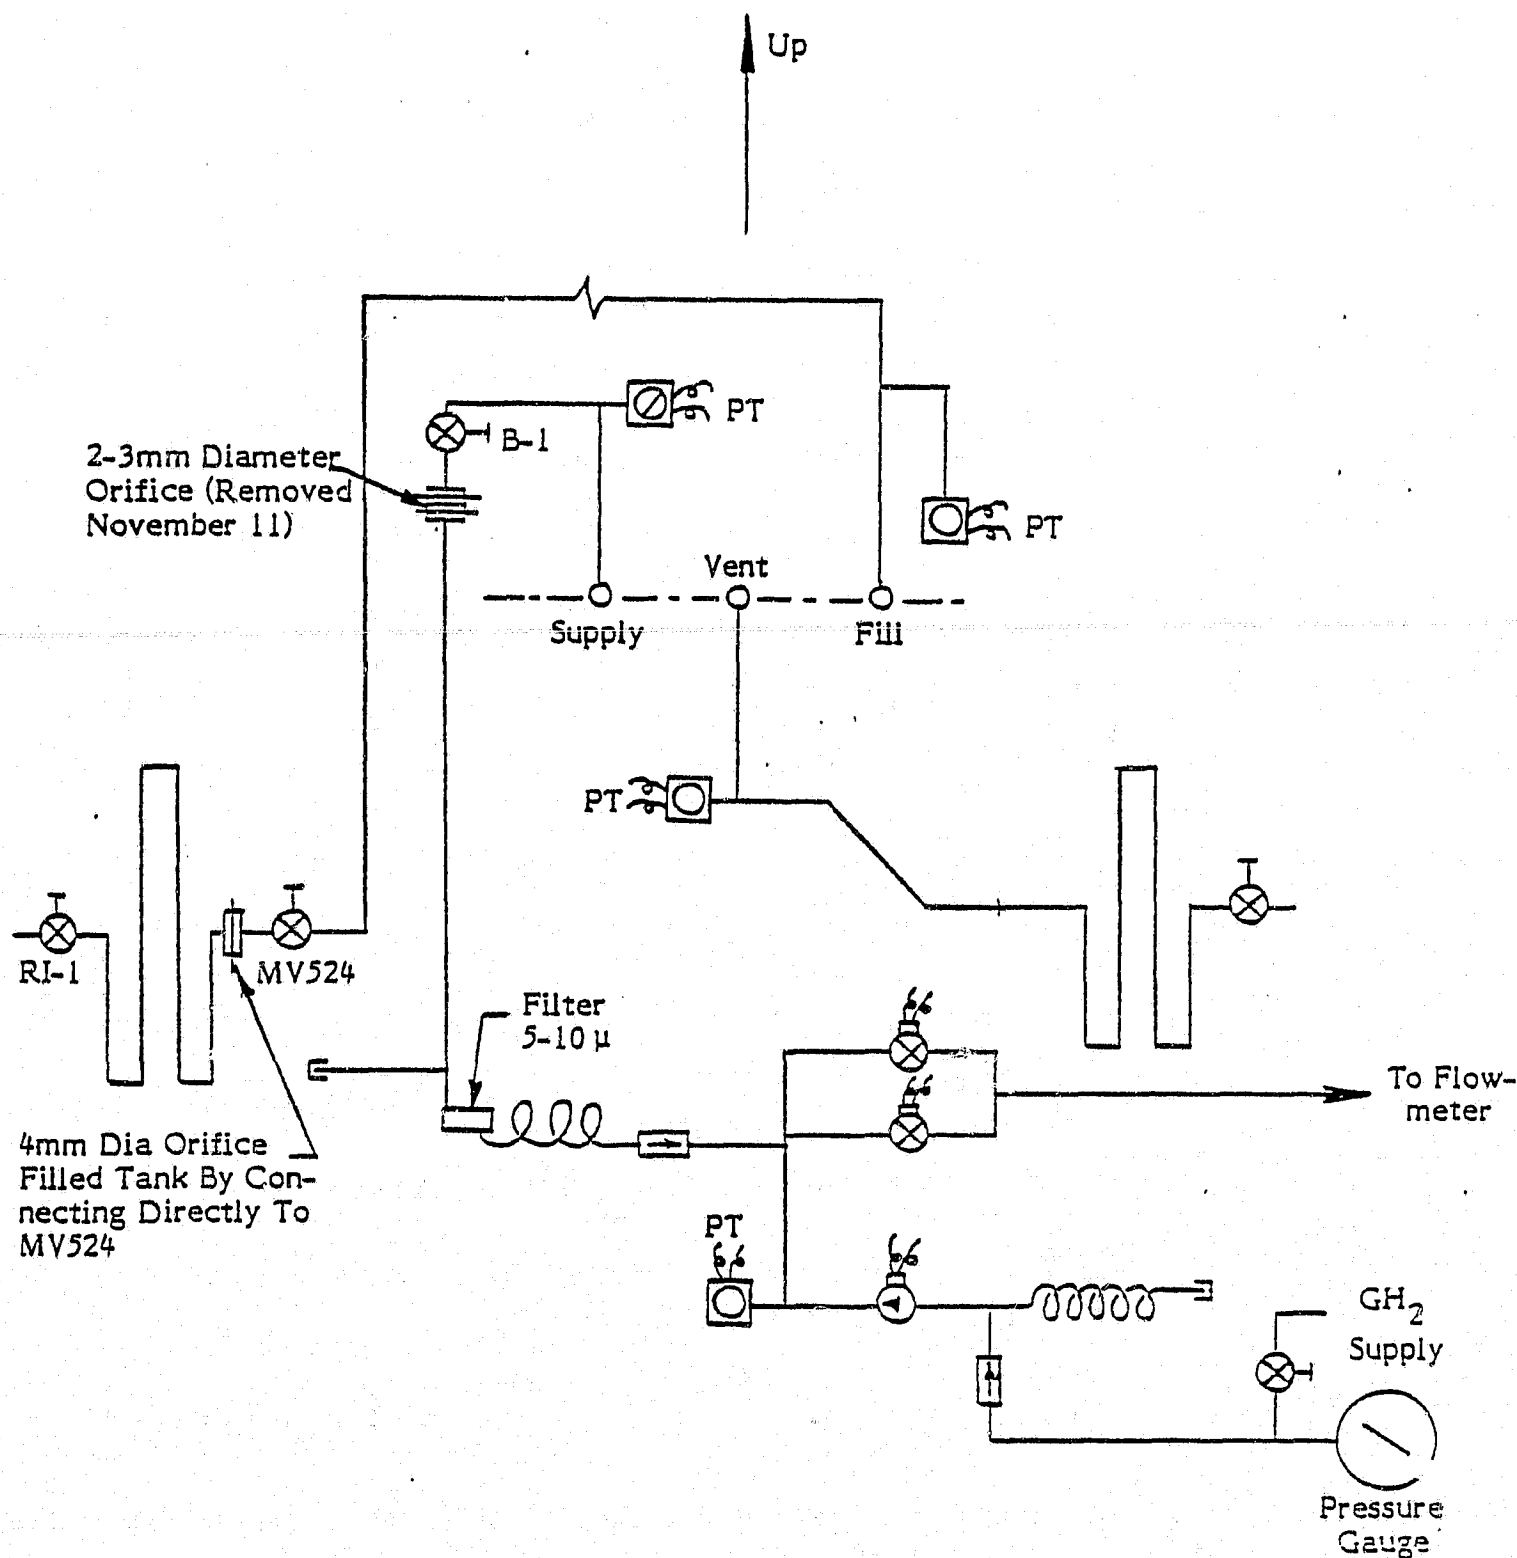 Up
PT
B-1
2-3mm Diameter
Orifice (Removed
November 11)
PT
Vent
Supply
Fill
PT
RI-1
MV524
Filter
5-10 μ
To Flow-
meter
4mm Dia Orifice
Filled Tank By Con-
necting Directly To
MV524
PT
GH2
Supply
Pressure
Gauge